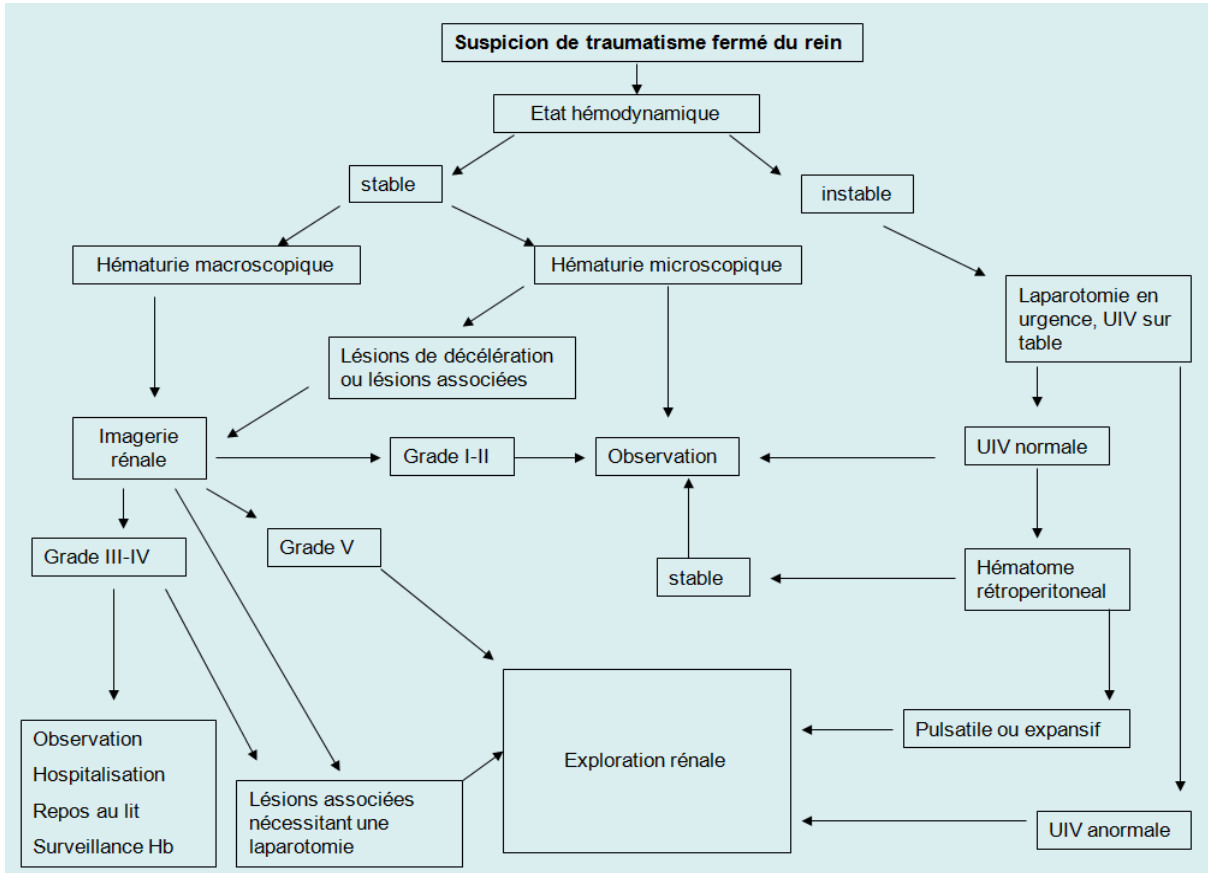 Suspicion de traumatisme fermé du rein
Etat hémodynamique
stable
instable
Hématurie macroscopique
Hématurie microscopique
Laparotomie en
urgence, UIV sur
table
Lésions de décélération
ou lésions associées
Imagerie
rénale
Grade I-II
Observation
UIV normale
Grade III-IV
Grade V
stable
Hématome
rétroperitoneal
Observation
Hospitalisation
Repos au lit
Surveillance Hb
Lésions associées
nécessitant une
laparotomie
Exploration rénale
Pulsatile ou expansif
UIV anormale